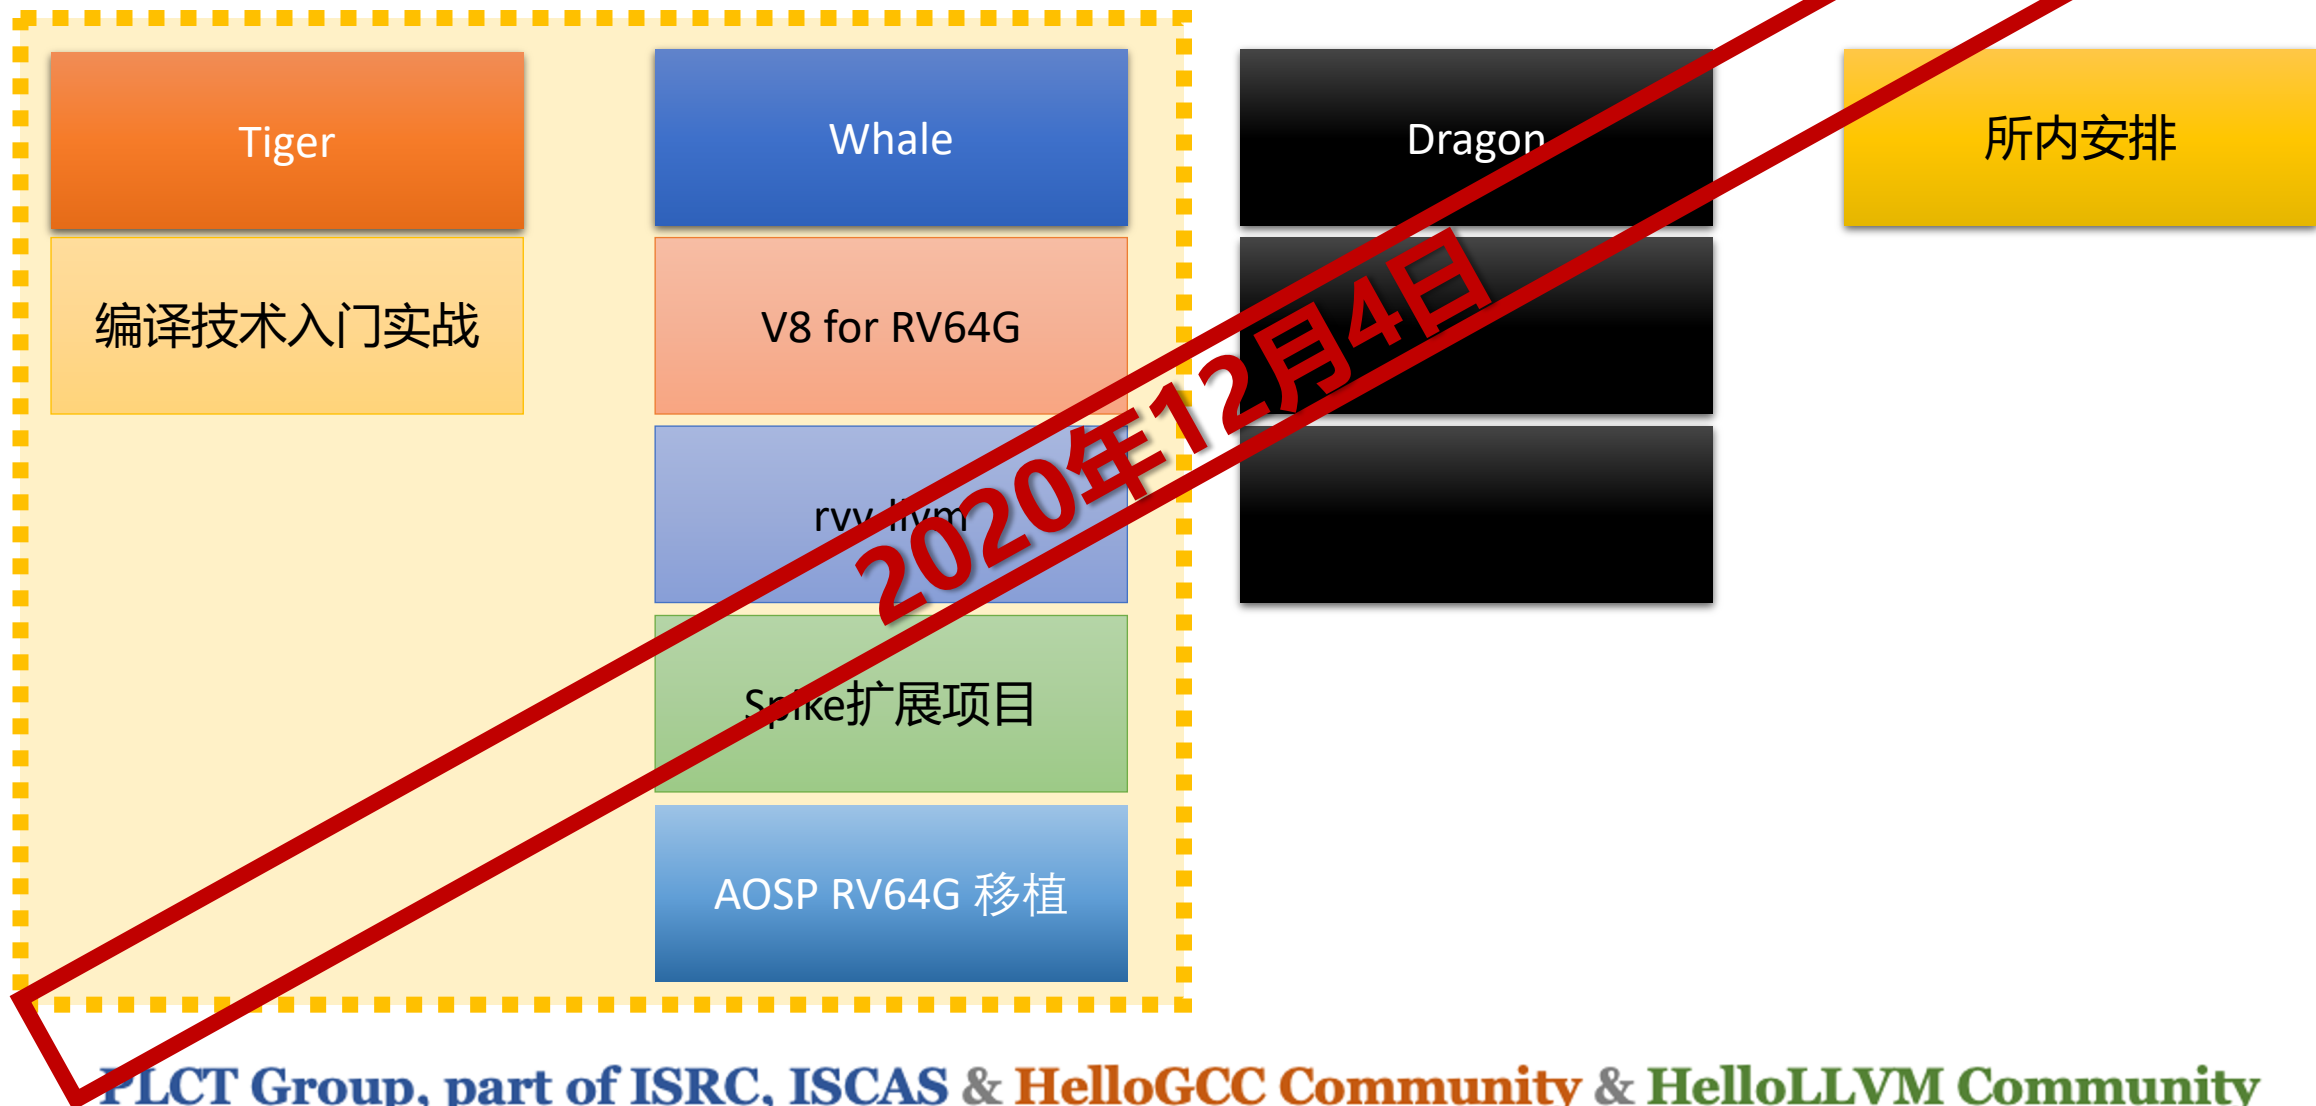 Tiger
Whale
Dragon
所内安排
编译技术入门实战
V8 for RV64G
rvv-llvm
2020年12月4日
Spike扩展项目
AOSP RV64G 移植
PLCT Group, part of ISRC, ISCAS & HelloGCC Community & HelloLLVM Community